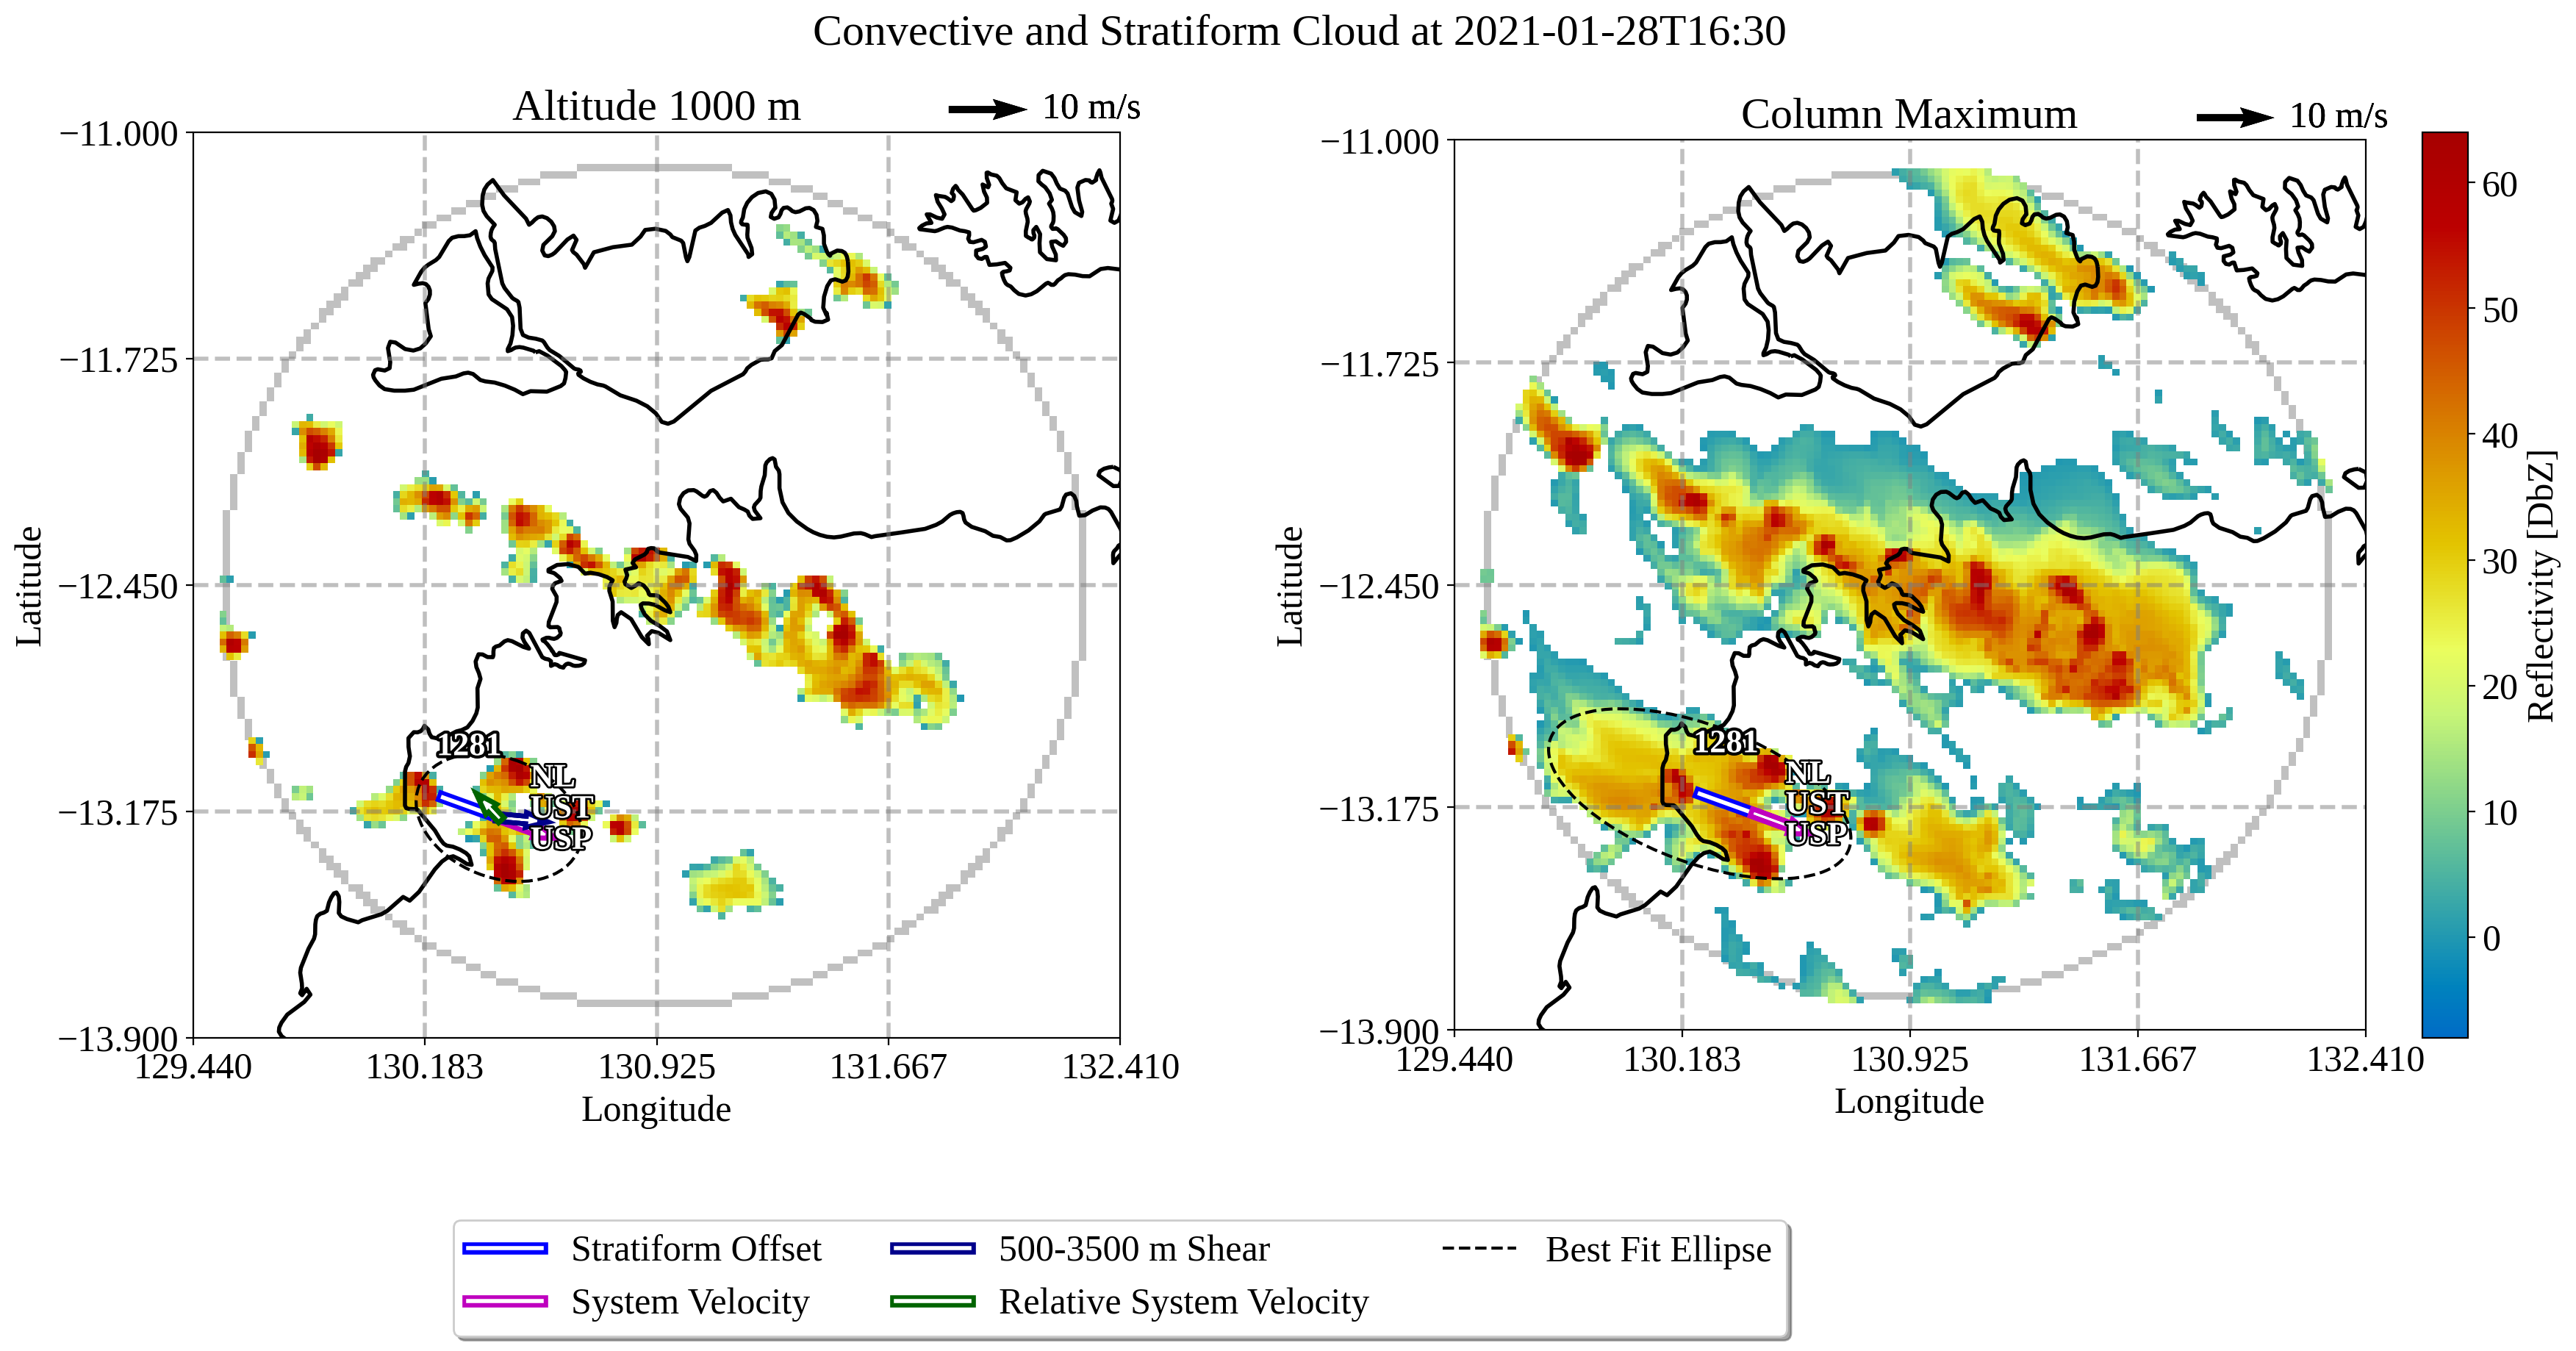 Convective and Stratiform Cloud at 2021-01-28T16:30
Altitude 1000 m
10 m/s
−11.000
−11.725
−12.450
−13.175
−13.900
129.440
130.183
130.925
131.667
132.410
Latitude
Longitude
1281
NL
UST
USP
Column Maximum
10 m/s
−11.000
−11.725
−12.450
−13.175
−13.900
129.440
130.183
130.925
131.667
132.410
Latitude
Longitude
1281
NL
UST
USP
60
50
40
30
20
10
0
Reflectivity [DbZ]
Stratiform Offset
System Velocity
500-3500 m Shear
Relative System Velocity
Best Fit Ellipse